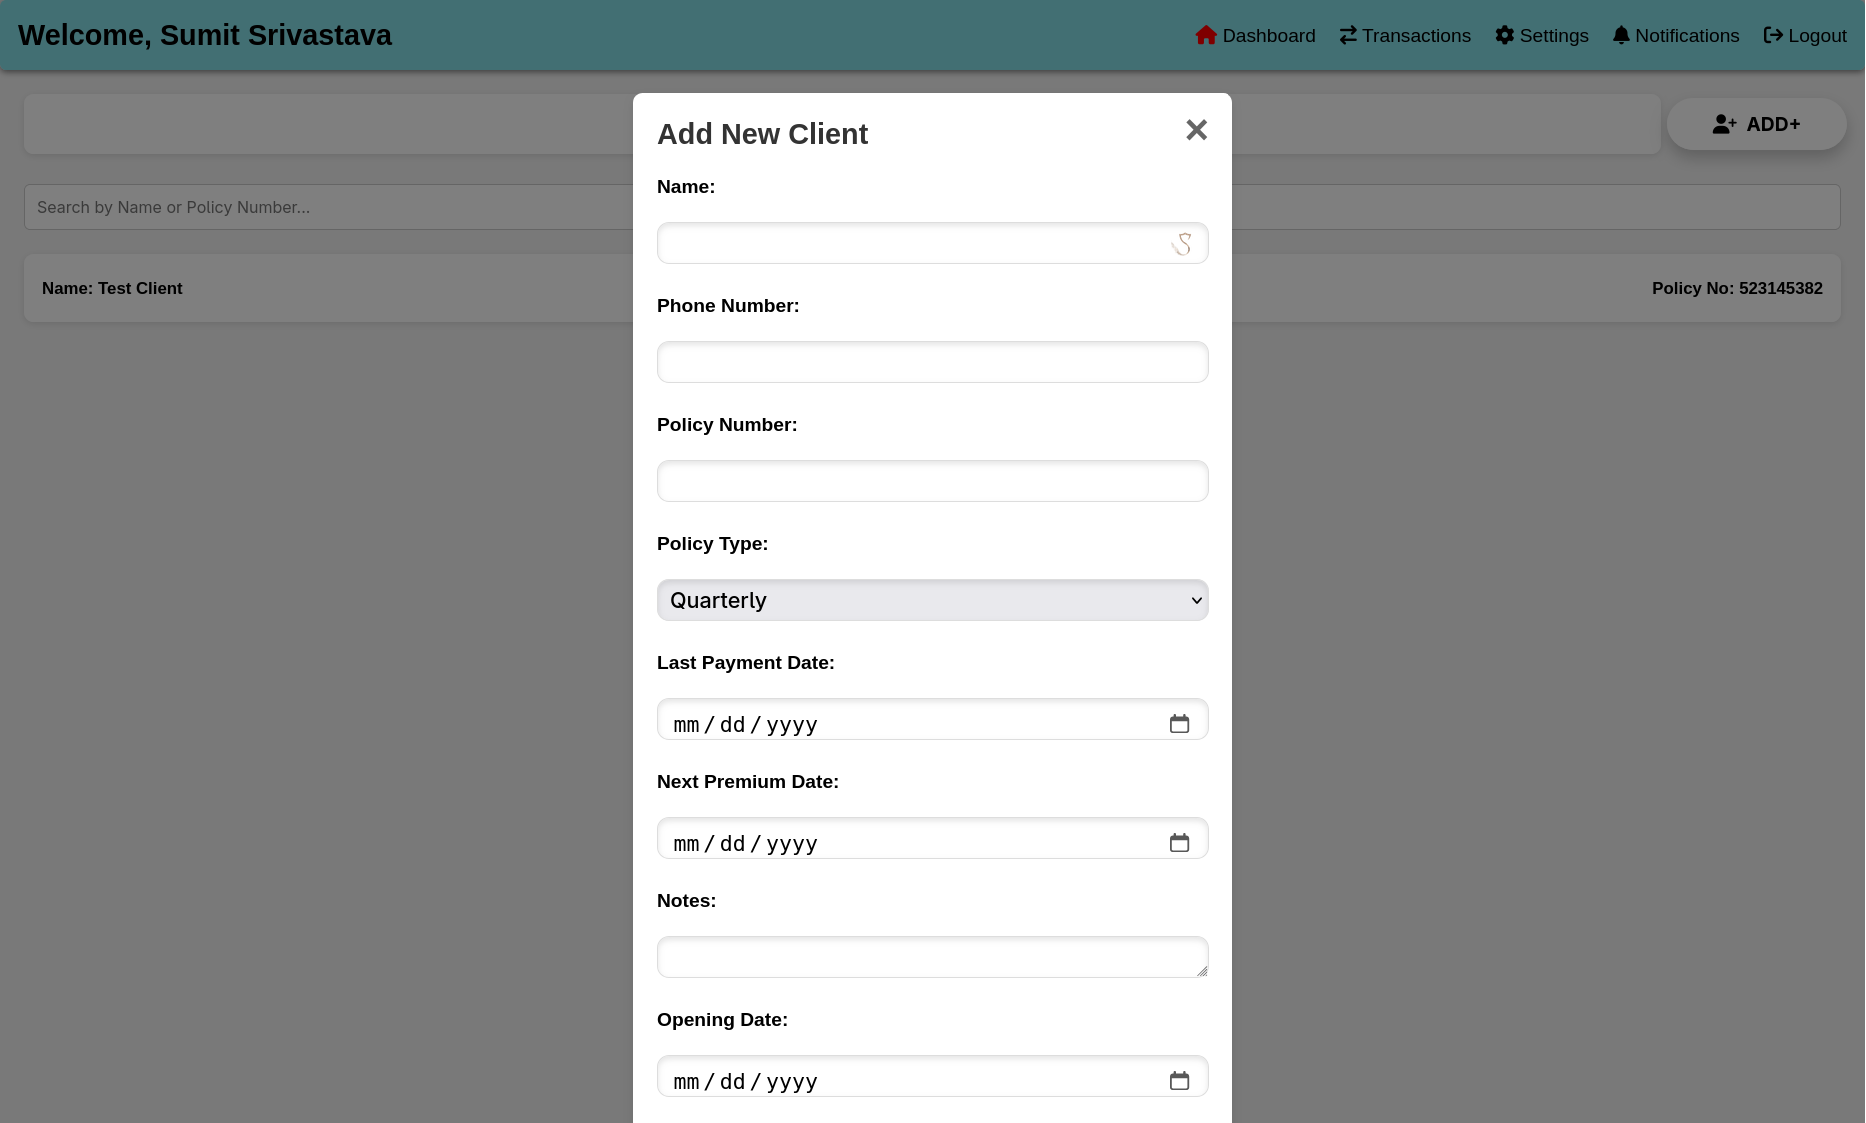 Welcome, Sumit Srivastava
Dashboard Transactions Settings Notifications Logout
ADD+
Search by Name or Policy Number...
Name: Test Client
Policy No: 523145382
Add New Client
Name:
Phone Number:
Policy Number:
Policy Type:
Quarterly
Last Payment Date:
mm/dd/yyyy
Next Premium Date:
mm/dd/yyyy
Notes:
Opening Date:
mm/dd/yyyy